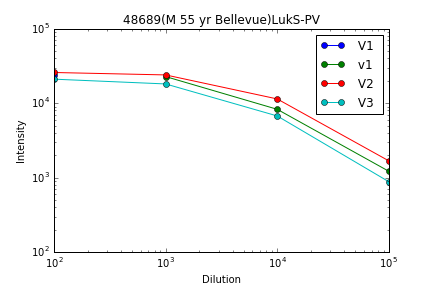 48689(M 55 yr Bellevue)LukS-PV
10^5
10^4
10^3
10^2
Intensity
10^2 10^3 10^4 10^5
Dilution
V1
v1
V2
V3